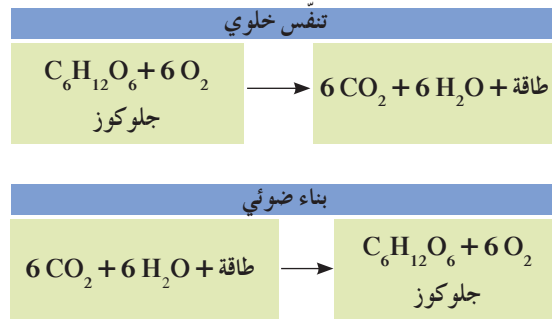 تنفّس خلوي
C₆H₁₂O₆ + 6 O₂ ⟶ 6 CO₂ + 6 H₂O + طاقة
جلوكوز
بناء ضوئي
6 CO₂ + 6 H₂O + طاقة ⟶ C₆H₁₂O₆ + 6 O₂
جلوكوز